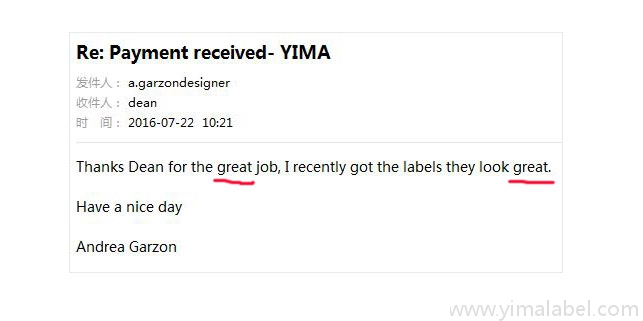 Re: Payment received- YIMA
发件人： a.garzondesigner
收件人： dean
时　间： 2016-07-22 10:21
Thanks Dean for the great job, I recently got the labels they look great.
Have a nice day
Andrea Garzon
www.yimalabel.com